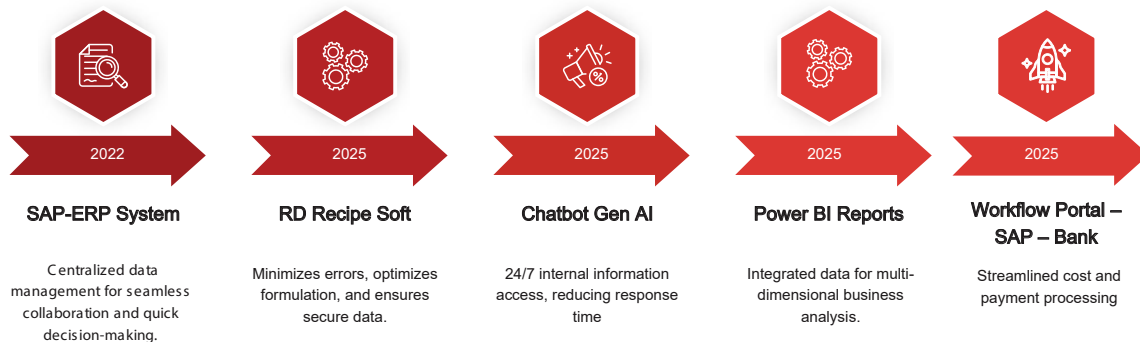 2022
SAP-ERP System
Centralized data
management for seamless
collaboration and quick
decision-making.
2025
RD Recipe Soft
Minimizes errors, optimizes
formulation, and ensures
secure data.
%
2025
Chatbot Gen AI
24/7 internal information
access, reducing response
time
2025
Power BI Reports
Integrated data for multi-
dimensional business
analysis.
2025
Workflow Portal –
SAP – Bank
Streamlined cost and
payment processing